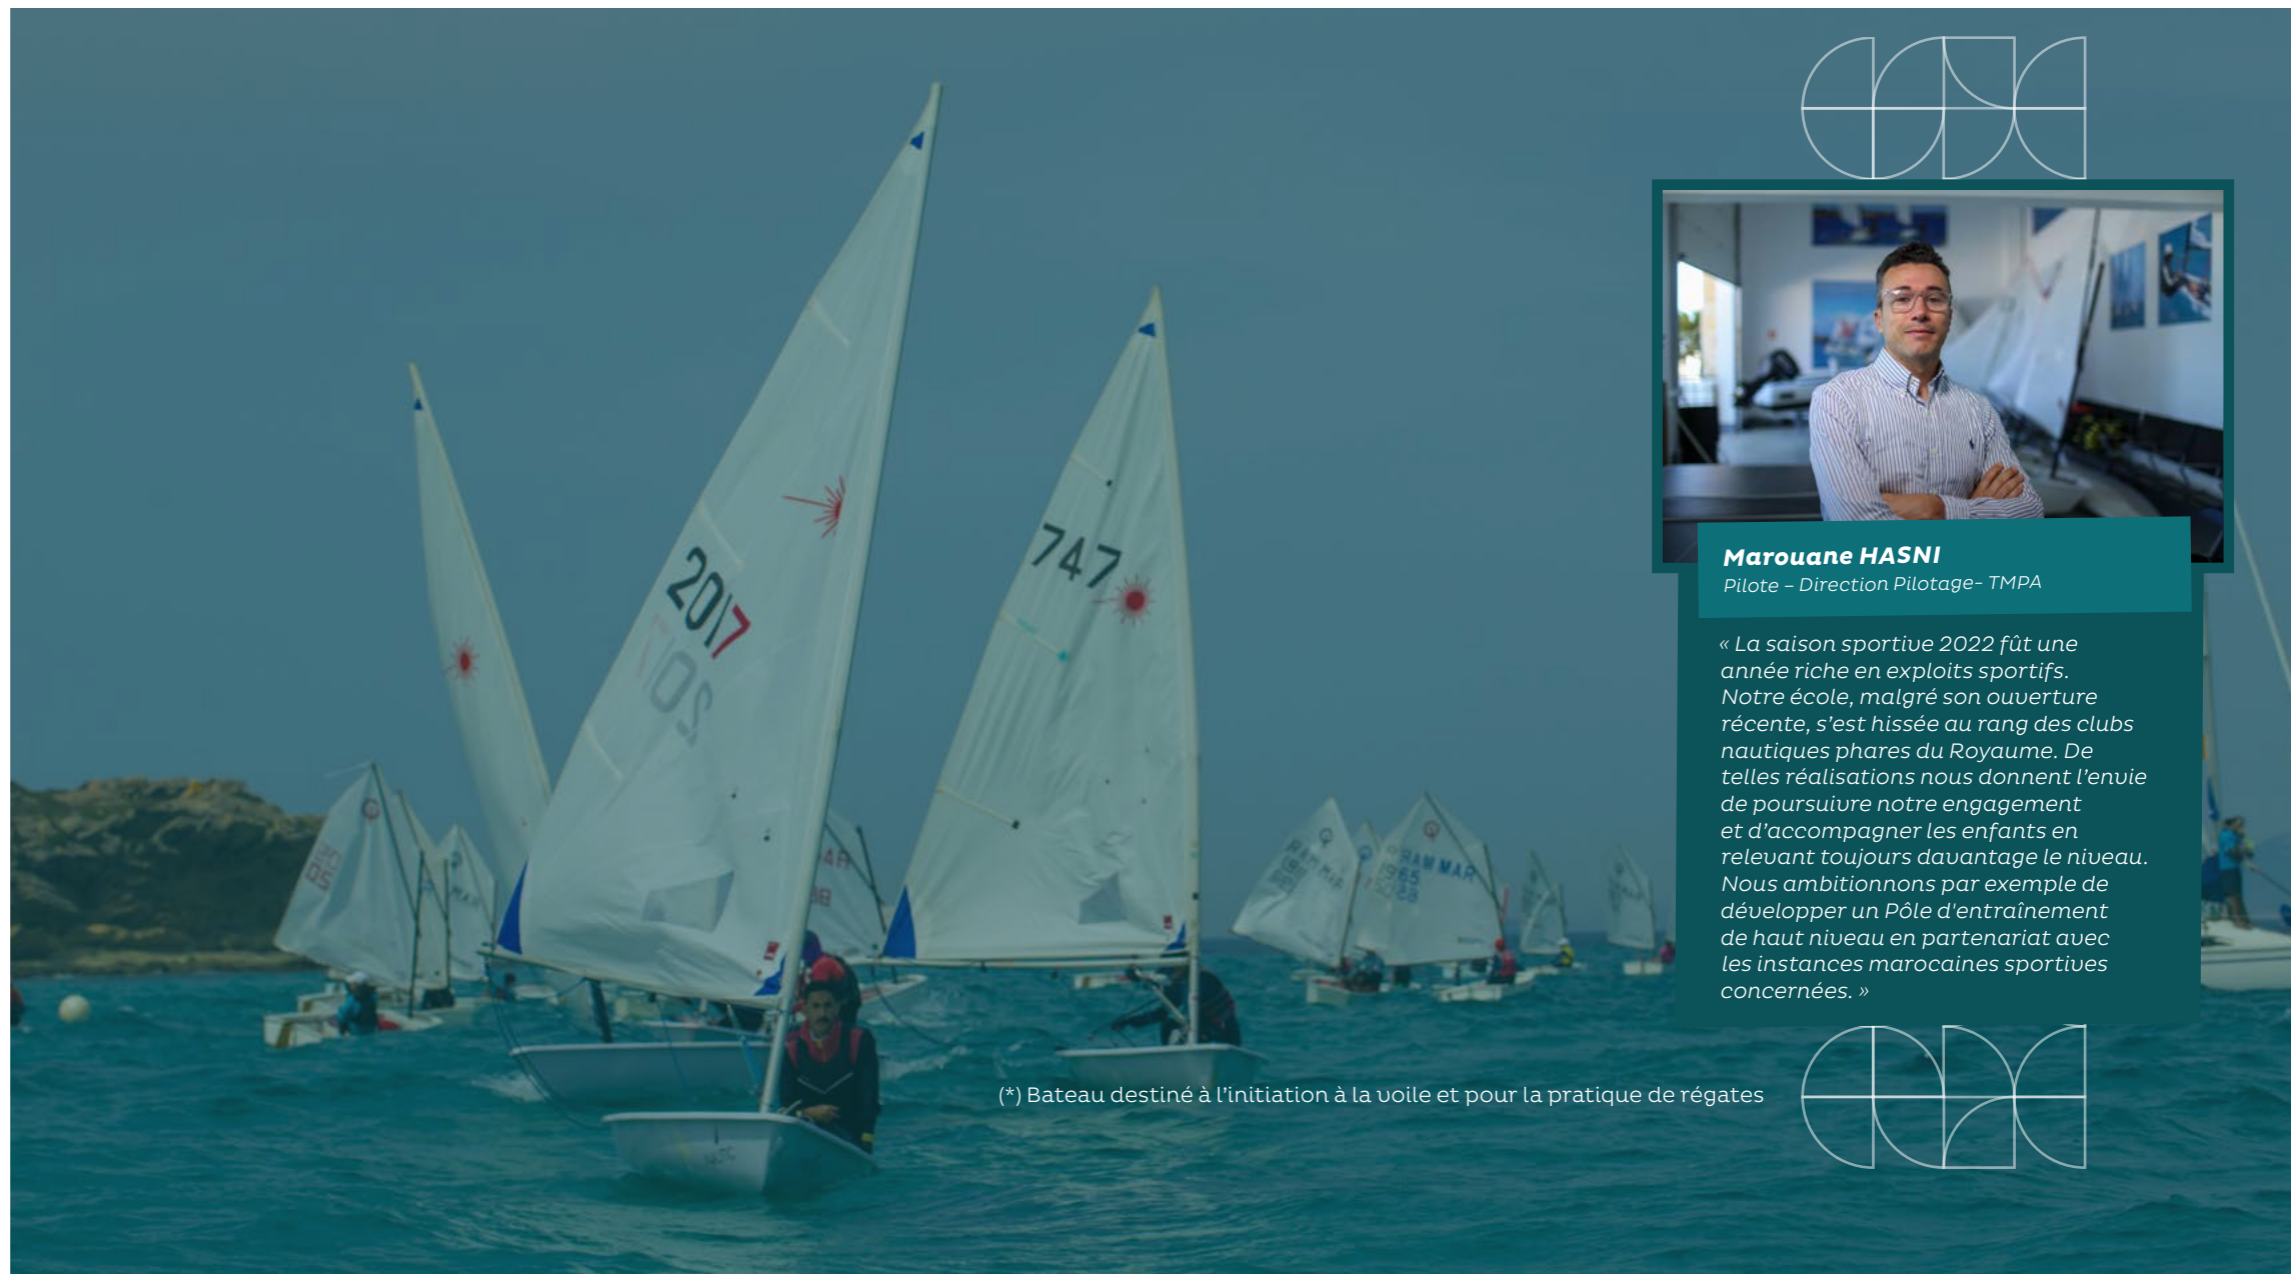 2017
747
MAR
Marouane HASNI
Pilote – Direction Pilotage- TMPA
« La saison sportive 2022 fût une
année riche en exploits sportifs.
Notre école, malgré son ouverture
récente, s’est hissée au rang des clubs
nautiques phares du Royaume. De
telles réalisations nous donnent l’envie
de poursuivre notre engagement
et d’accompagner les enfants en
relevant toujours davantage le niveau.
Nous ambitionnons par exemple de
développer un Pôle d'entraînement
de haut niveau en partenariat avec
les instances marocaines sportives
concernées. »
(*) Bateau destiné à l’initiation à la voile et pour la pratique de régates